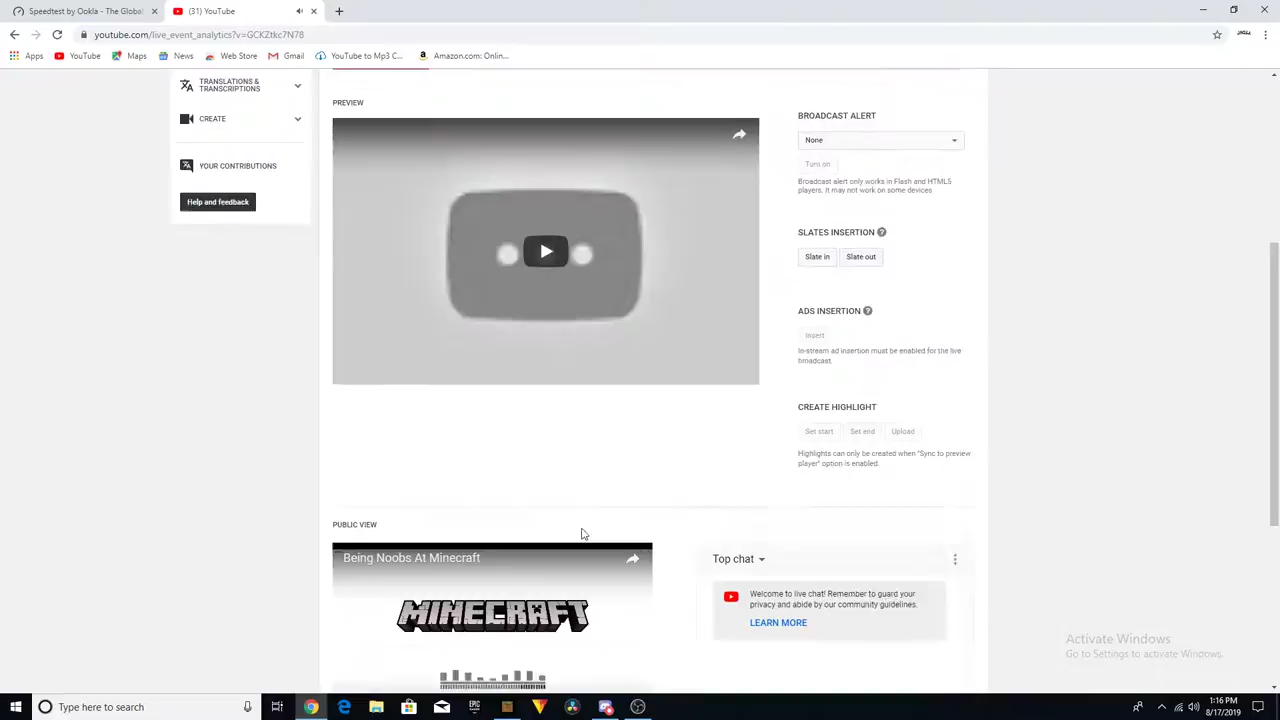 Speedtest by Ookla - The Global
(31) YouTube
youtube.com/live_event_analytics?v=GCKZtkc7N78
Apps
YouTube
Maps
News
Web Store
Gmail
YouTube to Mp3 C...
Amazon.com: Onlin...
TRANSLATIONS &
TRANSCRIPTIONS
CREATE
YOUR CONTRIBUTIONS
Help and feedback
PREVIEW
BROADCAST ALERT
None
Turn on
Broadcast alert only works in Flash and HTML5
players. It may not work on some devices
SLATES INSERTION
Slate in
Slate out
ADS INSERTION
Insert
In-stream ad insertion must be enabled for the live
broadcast.
CREATE HIGHLIGHT
Set start
Set end
Upload
Highlights can only be created when "Sync to preview
player" option is enabled.
PUBLIC VIEW
Being Noobs At Minecraft
MINECRAFT
Top chat
Welcome to live chat! Remember to guard your
privacy and abide by our community guidelines.
LEARN MORE
Activate Windows
Go to Settings to activate Windows.
Type here to search
EPIC
1:16 PM
8/17/2019